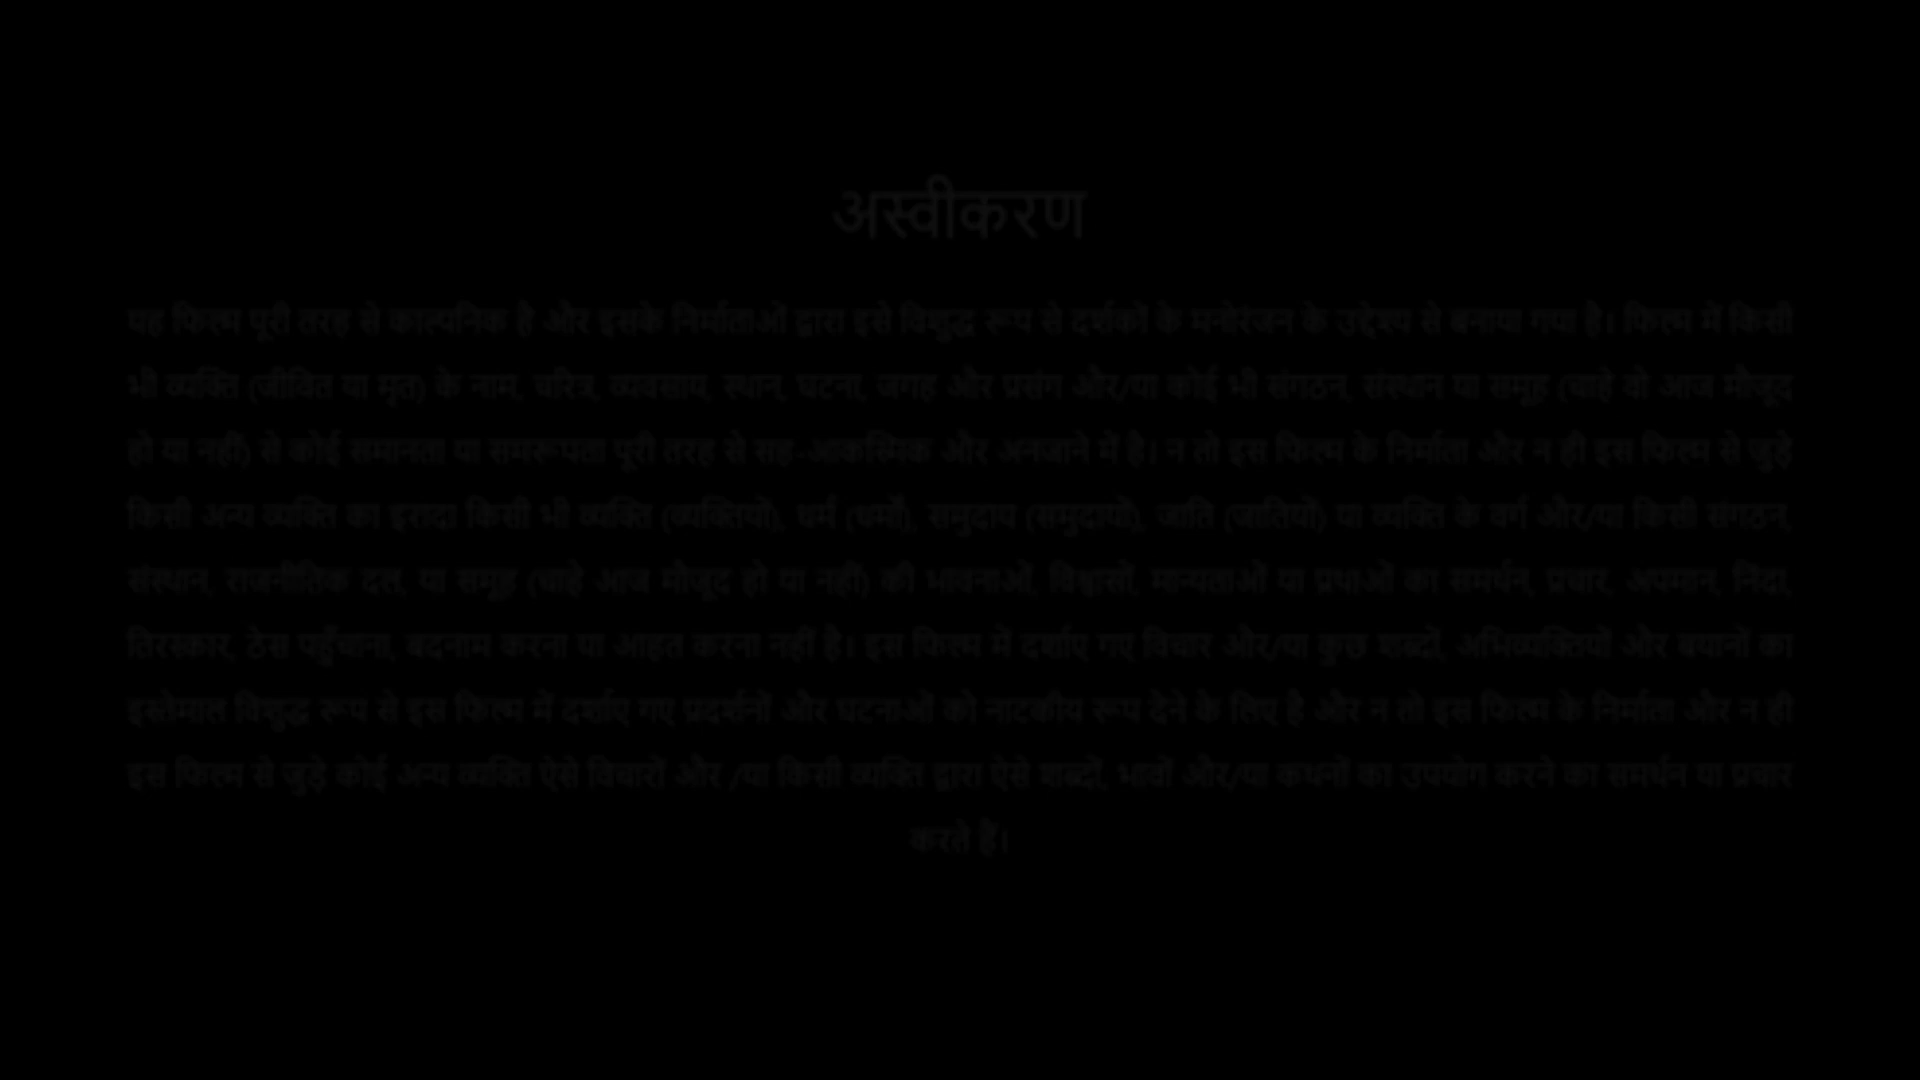 अस्वीकरण
यह फिल्म पूरी तरह से काल्पनिक है और इसके निर्माताओं द्वारा इसे विशुद्ध रूप से दर्शकों के मनोरंजन के उद्देश्य से बनाया गया है। फिल्म में किसी
भी व्यक्ति (जीवित या मृत) के नाम, चरित्र, व्यवसाय, स्थान, घटना, जगह और प्रसंग और/या कोई भी संगठन, संस्थान या समूह (चाहे वो आज मौजूद
हो या नहीं) से कोई समानता या समरूपता पूरी तरह से सह-आकस्मिक और अनजाने में है। न तो इस फिल्म के निर्माता और न ही इस फिल्म से जुड़े
किसी अन्य व्यक्ति का इरादा किसी भी व्यक्ति (व्यक्तियों), धर्म (धर्मों), समुदाय (समुदायों), जाति (जातियों) या व्यक्ति के वर्ग और/या किसी संगठन,
संस्थान, राजनीतिक दल, या समूह (चाहे आज मौजूद हो या नहीं) की भावनाओं, विश्वासों, मान्यताओं या प्रथाओं का समर्थन, प्रचार, अपमान, निंदा,
तिरस्कार, ठेस पहुँचाना, बदनाम करना या आहत करना नहीं है। इस फिल्म में दर्शाए गए विचार और/या कुछ शब्दों, अभिव्यक्तियों और बयानों का
इस्तेमाल विशुद्ध रूप से इस फिल्म में दर्शाए गए प्रदर्शनों और घटनाओं को नाटकीय रूप देने के लिए है और न तो इस फिल्म के निर्माता और न ही
इस फिल्म से जुड़े कोई अन्य व्यक्ति ऐसे विचारों और /या किसी व्यक्ति द्वारा ऐसे शब्दों, भावों और/या कथनों का उपयोग करने का समर्थन या प्रचार
करते हैं।